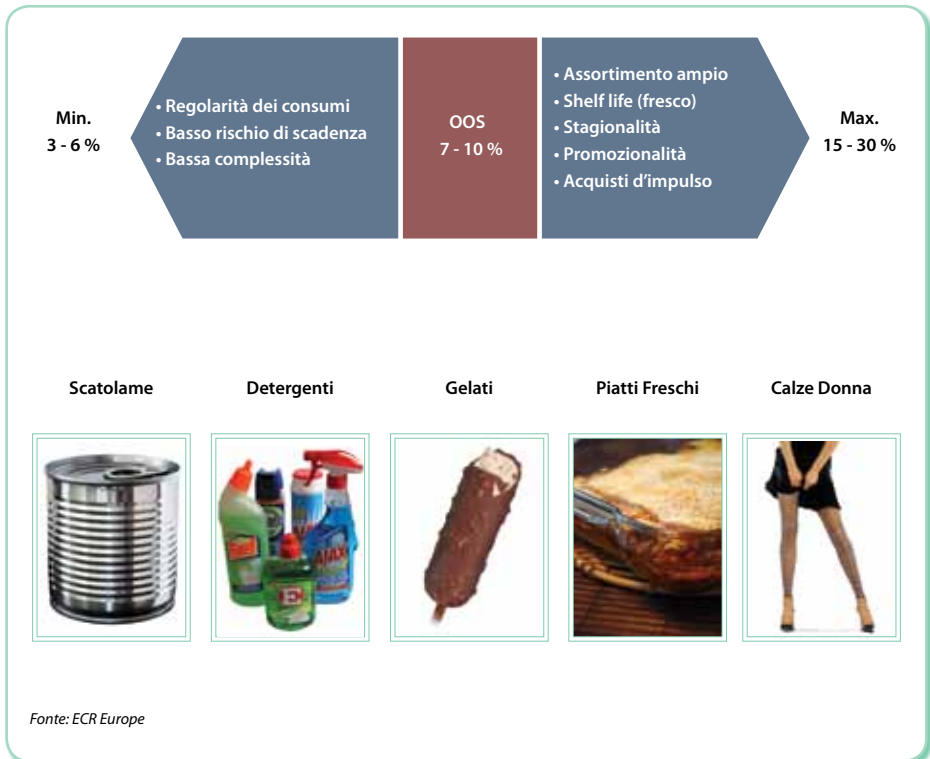 Min.
3 - 6 %
• Regolarità dei consumi
• Basso rischio di scadenza
• Bassa complessità
OOS
7 - 10 %
• Assortimento ampio
• Shelf life (fresco)
• Stagionalità
• Promozionalità
• Acquisti d’impulso
Max.
15 - 30 %
Scatolame
Detergenti
Gelati
Piatti Freschi
Calze Donna
AJAX
Fonte: ECR Europe